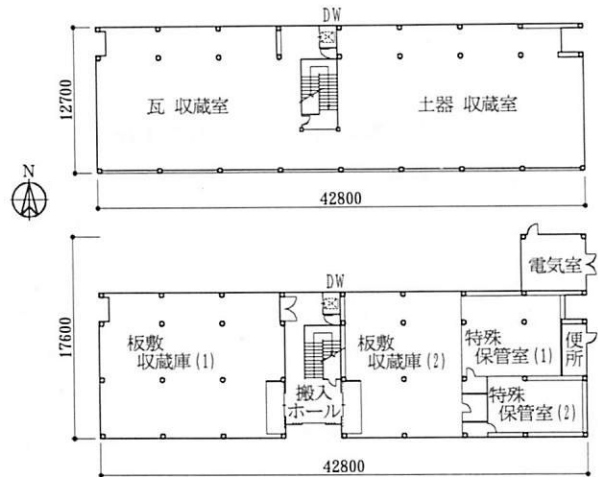 DW
12700
瓦 収蔵室
土器 収蔵室
N
42800
17600
電気室
DW
板敷
収蔵庫(1)
板敷
収蔵庫(2)
特殊
保管室(1)
便所
搬入
ホール
特殊
保管室(2)
42800